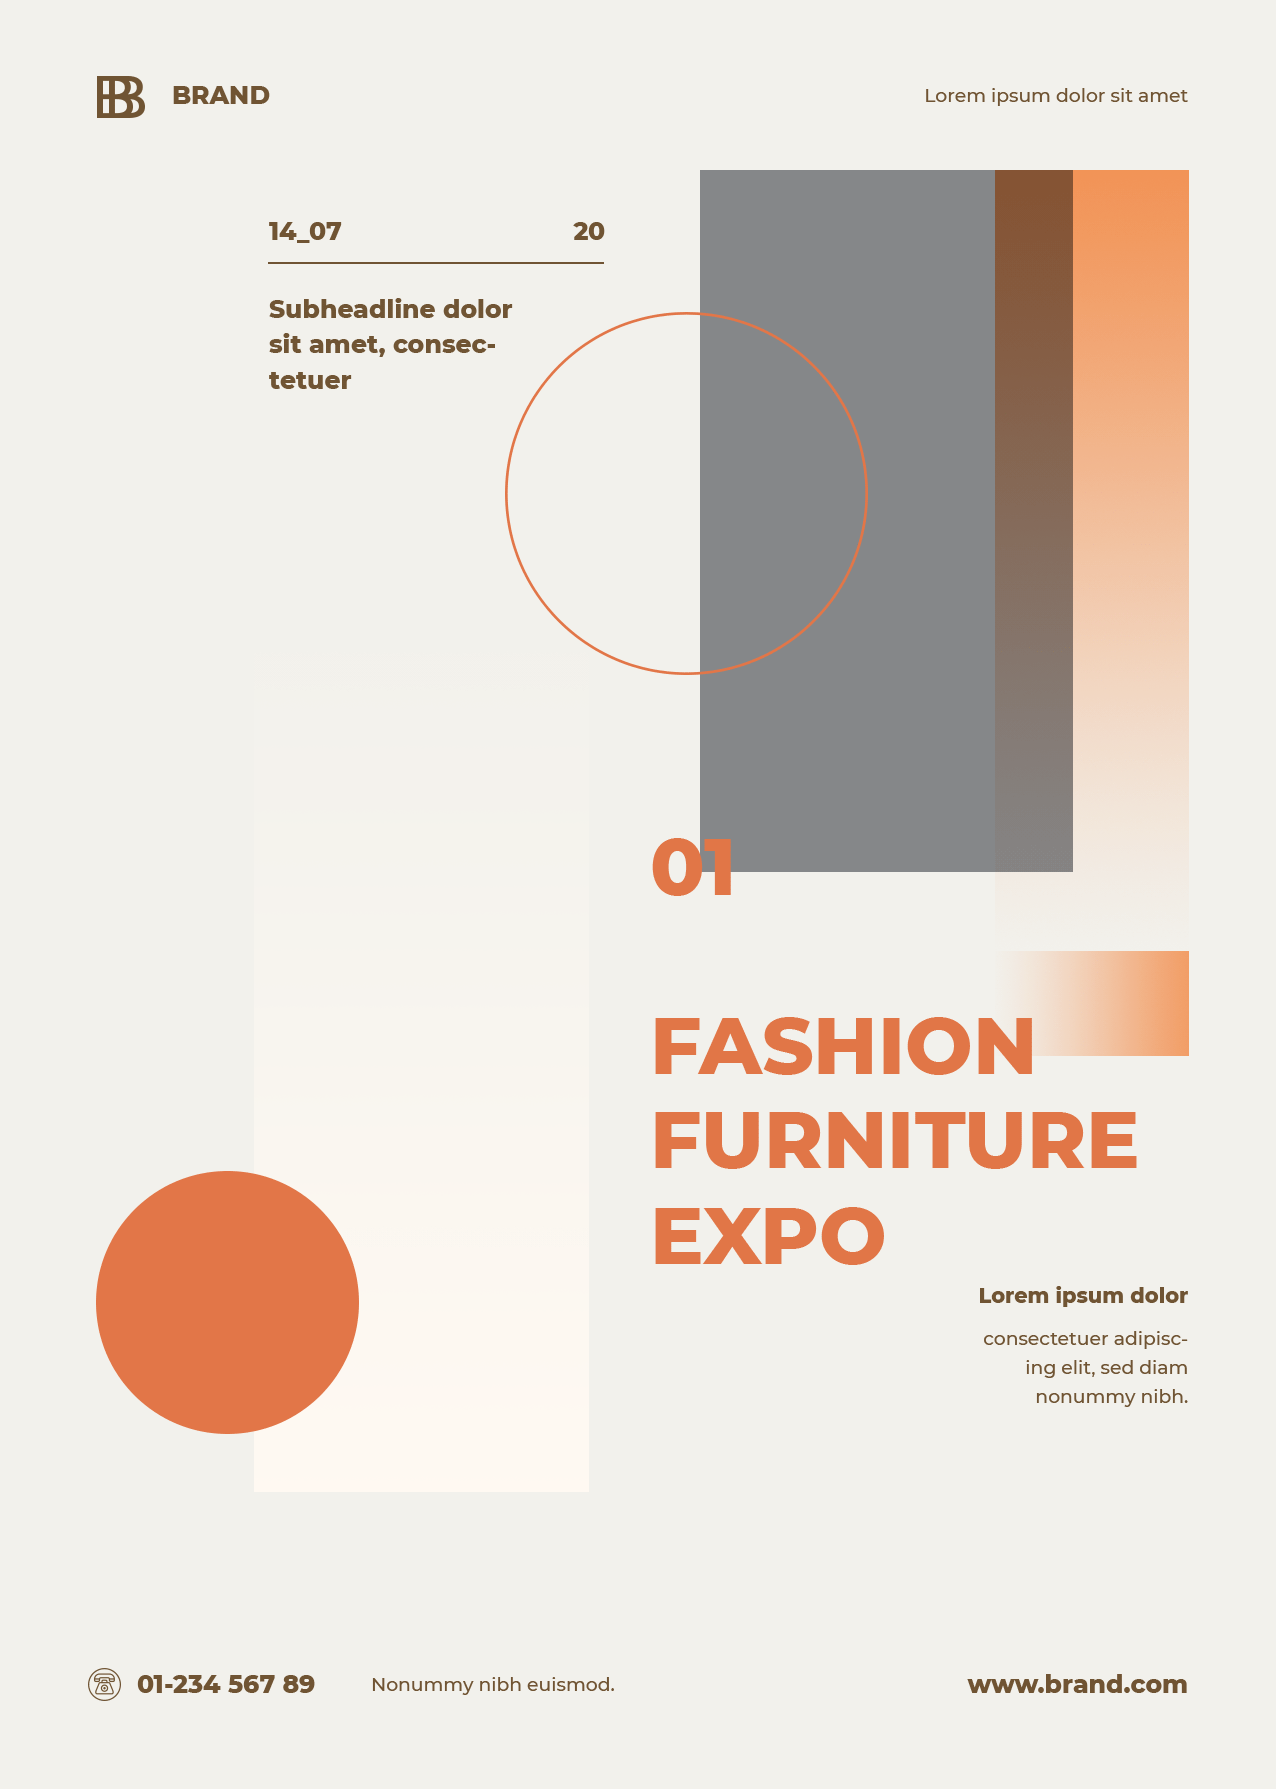 BB
BRAND
Lorem ipsum dolor sit amet
14_07 20
Subheadline dolor
sit amet, consec-
tetuer
01
FASHION
FURNITURE
EXPO
Lorem ipsum dolor
consectetuer adipisc-
ing elit, sed diam
nonummy nibh.
01-234 567 89
Nonummy nibh euismod.
www.brand.com